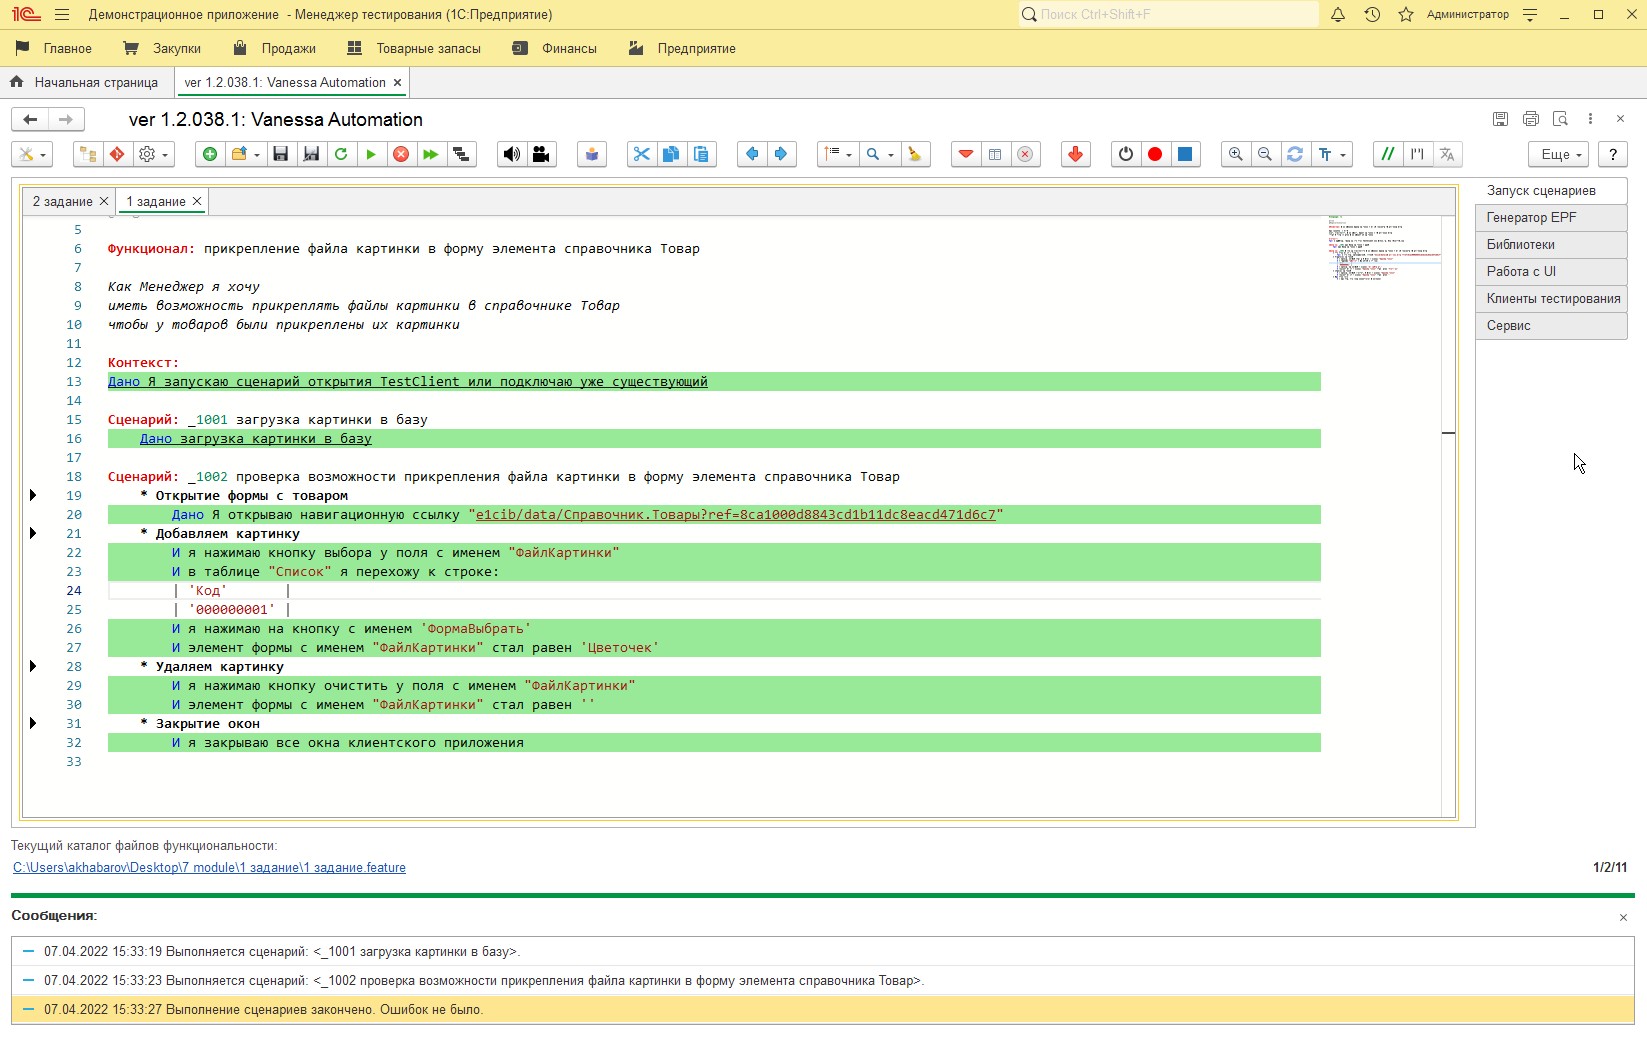 1С Демонстрационное приложение - Менеджер тестирования (1С:Предприятие) Поиск Ctrl+Shift+F Администратор
Главное Закупки Продажи Товарные запасы Финансы Предприятие
Начальная страница ver 1.2.038.1: Vanessa Automation
ver 1.2.038.1: Vanessa Automation
Еще ?
2 задание 1 задание
5
6 Функционал: прикрепление файла картинки в форму элемента справочника Товар
7
8 Как Менеджер я хочу
9 иметь возможность прикреплять файлы картинки в справочнике Товар
10 чтобы у товаров были прикреплены их картинки
11
12 Контекст:
13 Дано Я запускаю сценарий открытия TestClient или подключаю уже существующий
14
15 Сценарий: _1001 загрузка картинки в базу
16 Дано загрузка картинки в базу
17
18 Сценарий: _1002 проверка возможности прикрепления файла картинки в форму элемента справочника Товар
19 * Открытие формы с товаром
20 Дано Я открываю навигационную ссылку "e1cib/data/Справочник.Товары?ref=8ca1000d8843cd1b11dc8eacd471d6c7"
21 * Добавляем картинку
22 И я нажимаю кнопку выбора у поля с именем "ФайлКартинки"
23 И в таблице "Список" я перехожу к строке:
24 | 'Код' |
25 | '000000001' |
26 И я нажимаю на кнопку с именем 'ФормаВыбрать'
27 И элемент формы с именем "ФайлКартинки" стал равен 'Цветочек'
28 * Удаляем картинку
29 И я нажимаю кнопку очистить у поля с именем "ФайлКартинки"
30 И элемент формы с именем "ФайлКартинки" стал равен ''
31 * Закрытие окон
32 И я закрываю все окна клиентского приложения
33
Запуск сценариев
Генератор EPF
Библиотеки
Работа с UI
Клиенты тестирования
Сервис
Текущий каталог файлов функциональности:
C:\Users\akhabarov\Desktop\7 module\1 задание\1 задание.feature 1/2/11
Сообщения:
07.04.2022 15:33:19 Выполняется сценарий: <_1001 загрузка картинки в базу>.
07.04.2022 15:33:23 Выполняется сценарий: <_1002 проверка возможности прикрепления файла картинки в форму элемента справочника Товар>.
07.04.2022 15:33:27 Выполнение сценариев закончено. Ошибок не было.